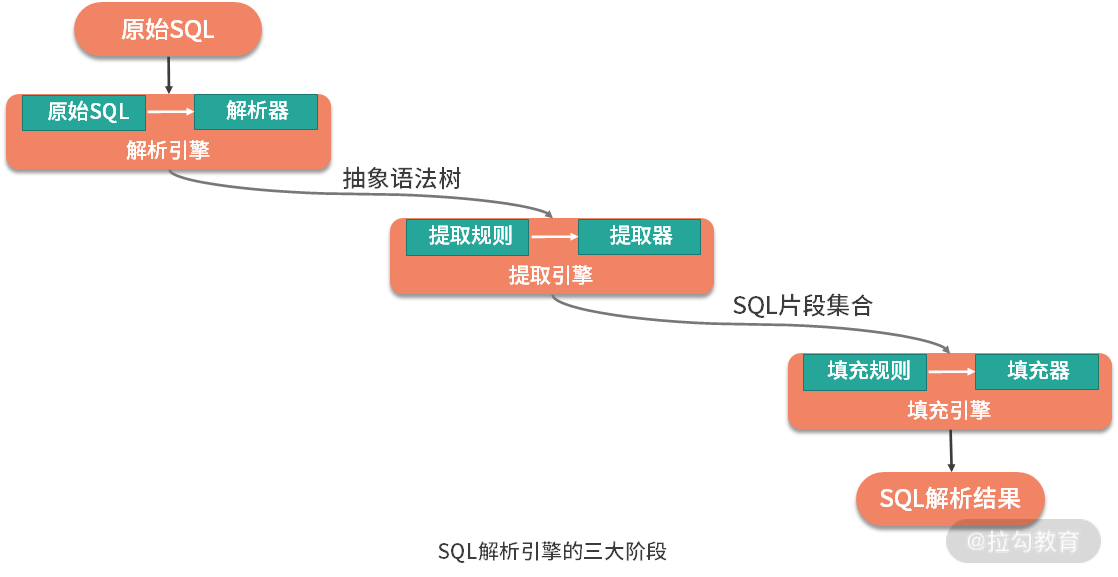 原始SQL
原始SQL
解析器
解析引擎
抽象语法树
提取规则
提取器
提取引擎
SQL片段集合
填充规则
填充器
填充引擎
SQL解析结果
@拉勾教育
SQL解析引擎的三大阶段